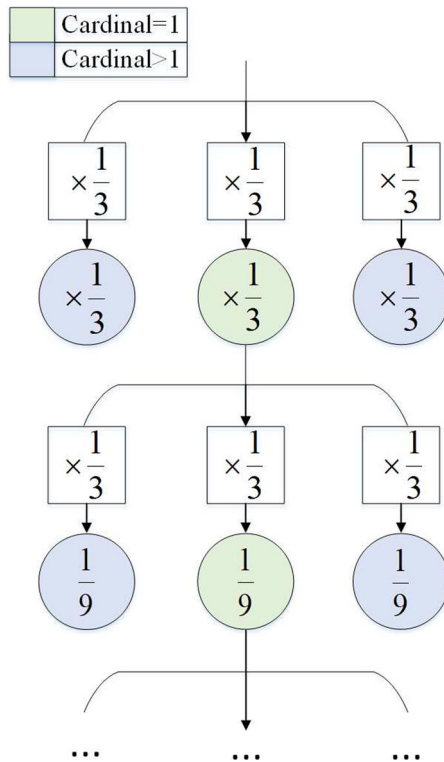 Cardinal=1
Cardinal>1
×1/3 ×1/3 ×1/3
×1/3 ×1/3 ×1/3
×1/3 ×1/3 ×1/3
1/9 1/9 1/9
... ... ...